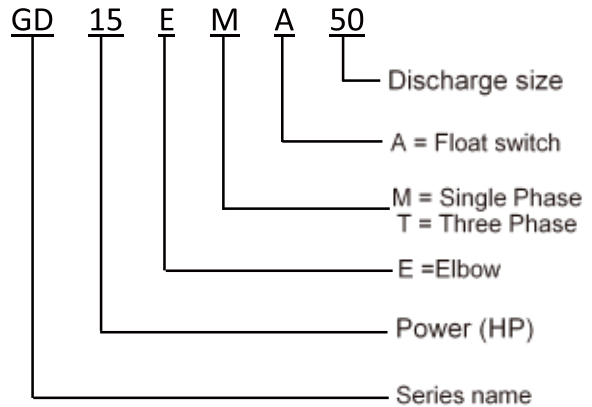 GD 15 E M A 50
Discharge size
A = Float switch
M = Single Phase
T = Three Phase
E =Elbow
Power (HP)
Series name